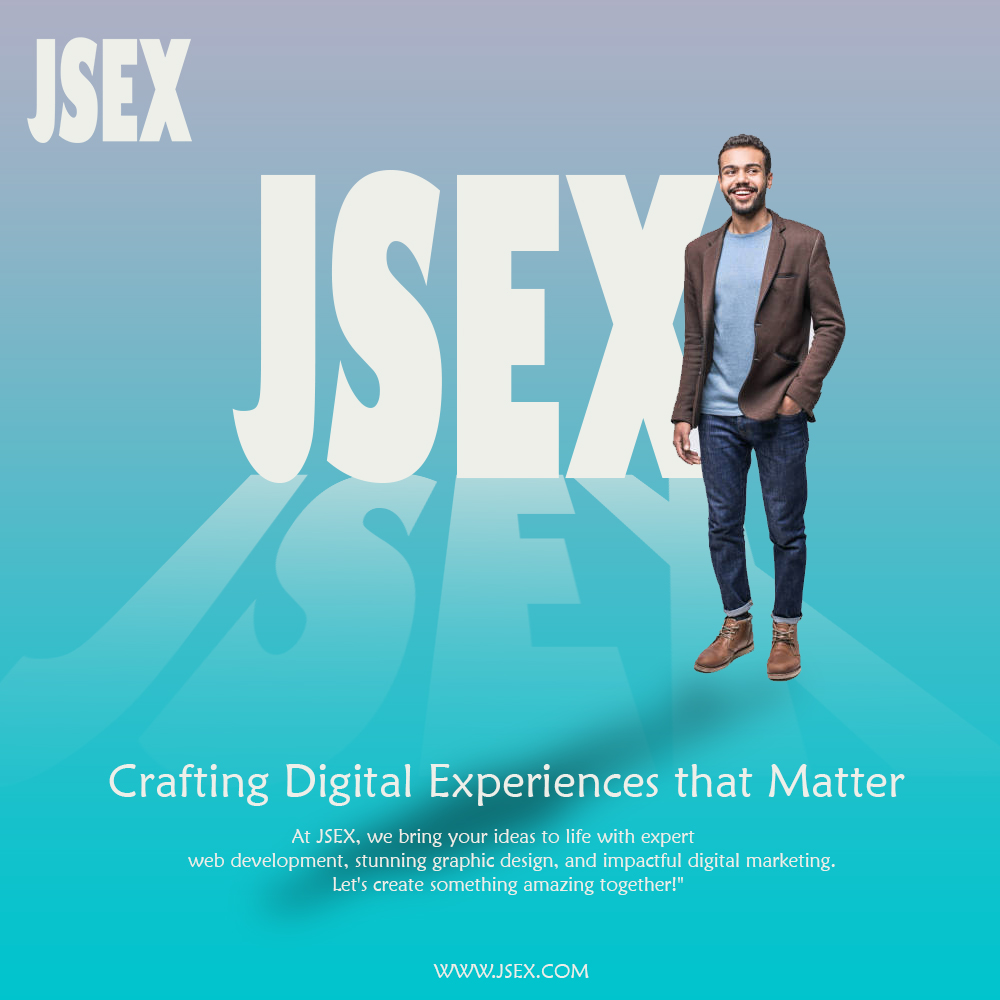 JSEX
JSEX
Crafting Digital Experiences that Matter
At JSEX, we bring your ideas to life with expert
web development, stunning graphic design, and impactful digital marketing.
Let's create something amazing together!"
WWW.JSEX.COM